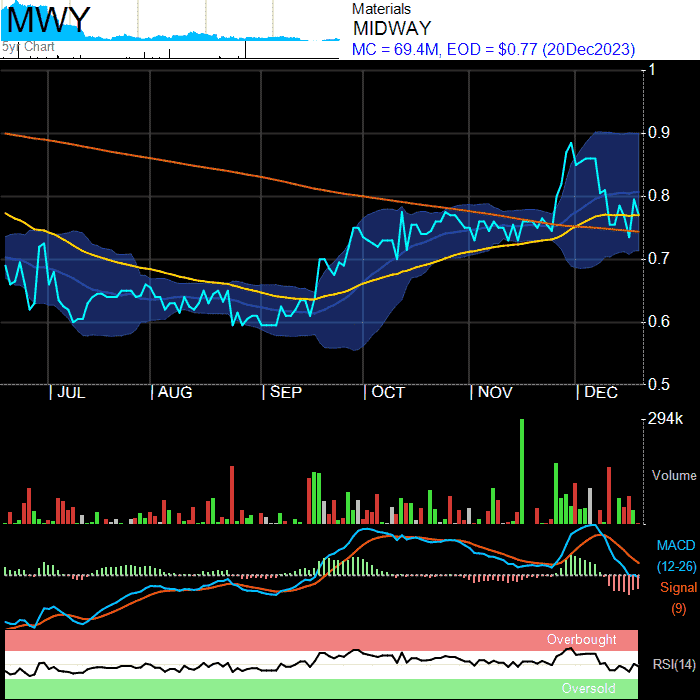 MWY
5yr Chart
Materials
MIDWAY
MC = 69.4M, EOD = $0.77 (20Dec2023)
1
0.9
0.8
0.7
0.6
0.5
| JUL | AUG | SEP | OCT | NOV | DEC
294k
Volume
MACD
(12-26)
Signal
(9)
Overbought
RSI(14)
Oversold